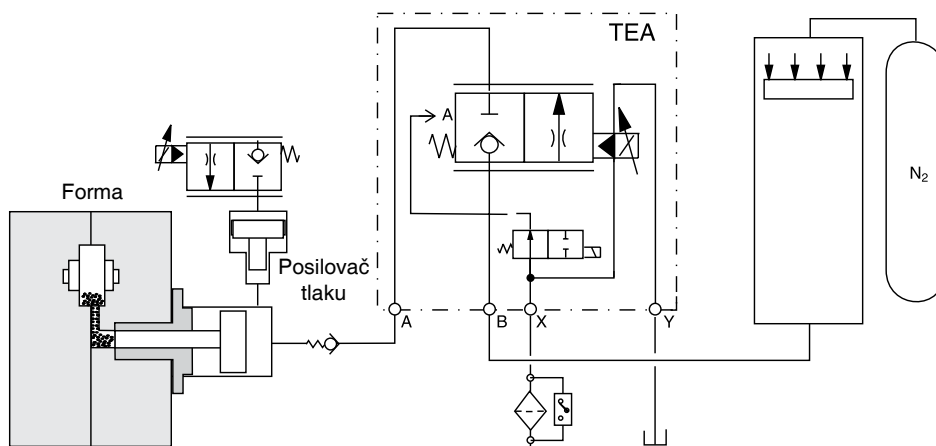 TEA
A
N₂
Forma
Posilovač
tlaku
A
B
X
Y